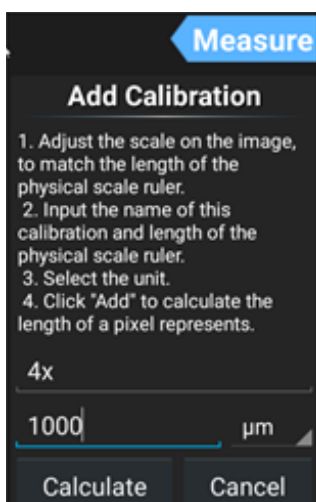 Measure
Add Calibration
1. Adjust the scale on the image,
to match the length of the
physical scale ruler.
2. Input the name of this
calibration and length of the
physical scale ruler.
3. Select the unit.
4. Click "Add" to calculate the
length of a pixel represents.
4x
1000 µm
Calculate Cancel